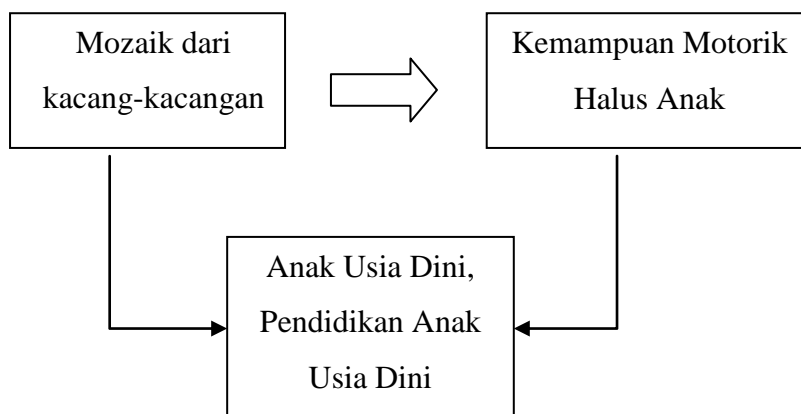 Mozaik dari
kacang-kacangan
Kemampuan Motorik
Halus Anak
Anak Usia Dini,
Pendidikan Anak
Usia Dini